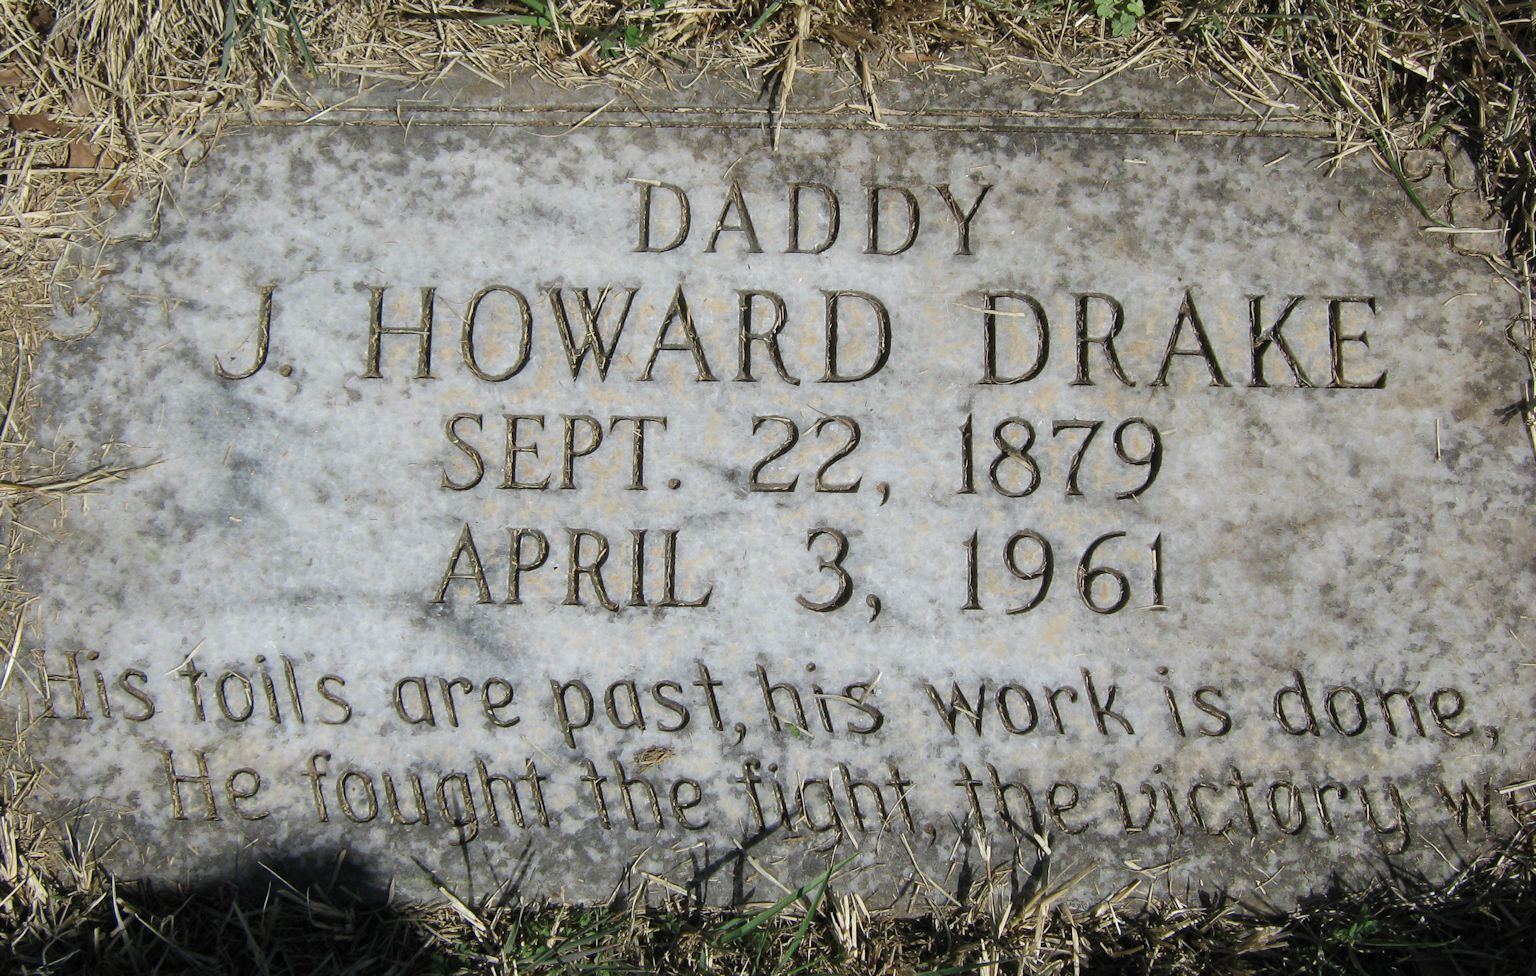 DADDY
J. HOWARD DRAKE
SEPT. 22, 1879
APRIL 3, 1961
His toils are past, his work is done,
He fought the fight, the victory